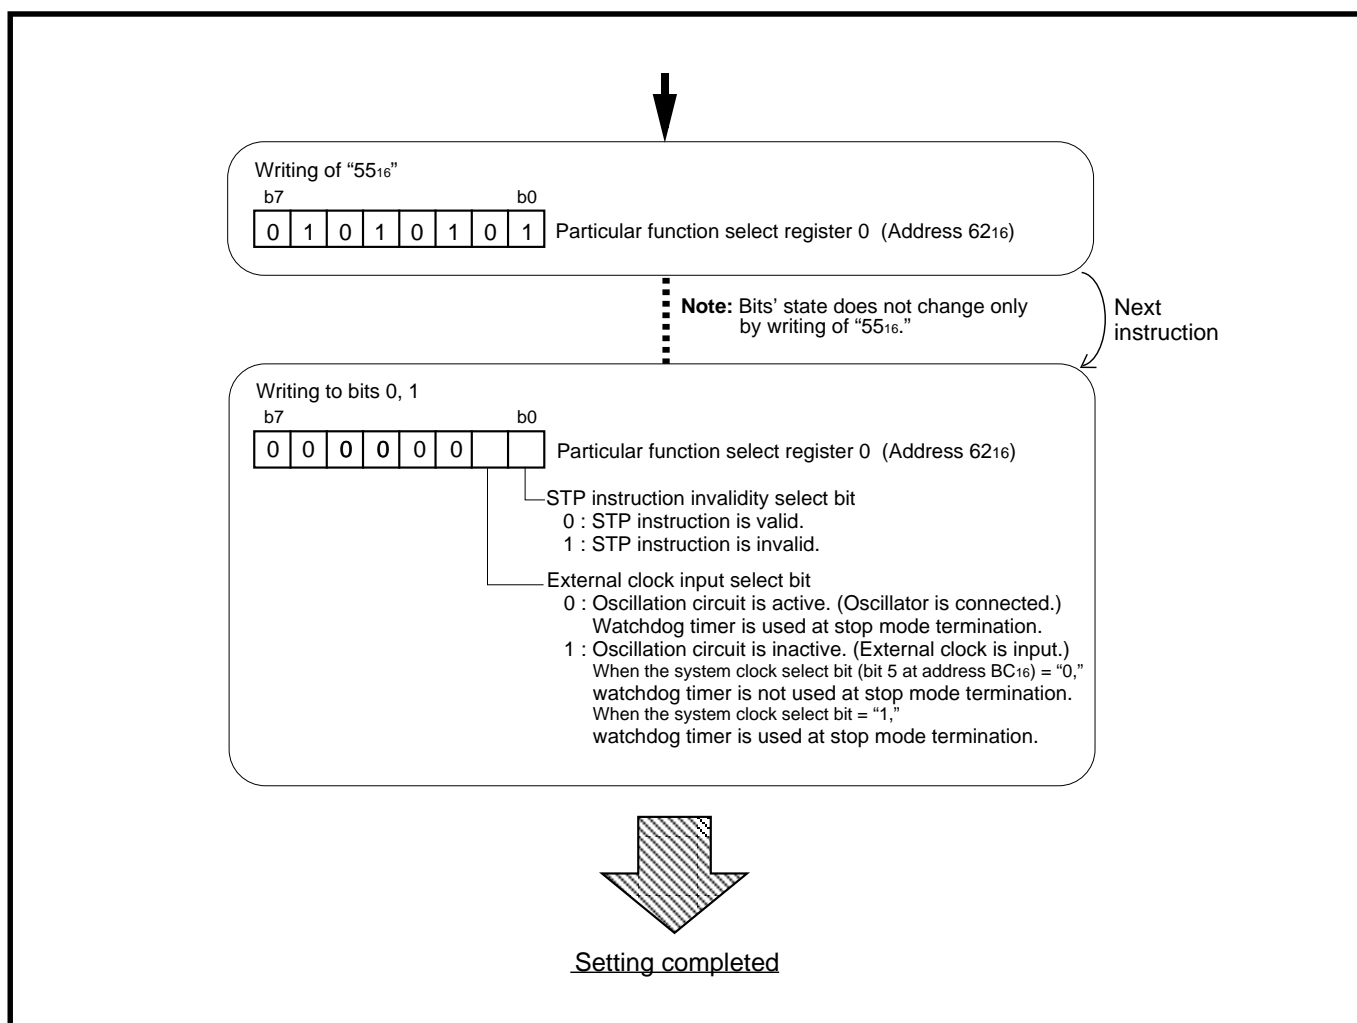 Writing of “5516”
b7 b0
0 1 0 1 0 1 0 1 Particular function select register 0 (Address 6216)
Note: Bits’ state does not change only
by writing of “5516.”
Next
instruction
Writing to bits 0, 1
b7 b0
0 0 0 0 0 0 Particular function select register 0 (Address 6216)
STP instruction invalidity select bit
0 : STP instruction is valid.
1 : STP instruction is invalid.
External clock input select bit
0 : Oscillation circuit is active. (Oscillator is connected.)
Watchdog timer is used at stop mode termination.
1 : Oscillation circuit is inactive. (External clock is input.)
When the system clock select bit (bit 5 at address BC16) = “0,”
watchdog timer is not used at stop mode termination.
When the system clock select bit = “1,”
watchdog timer is used at stop mode termination.
Setting completed